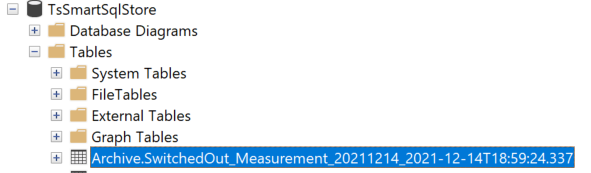 TsSmartSqlStore
Database Diagrams
Tables
System Tables
FileTables
External Tables
Graph Tables
Archive.SwitchedOut_Measurement_20211214_2021-12-14T18:59:24.337